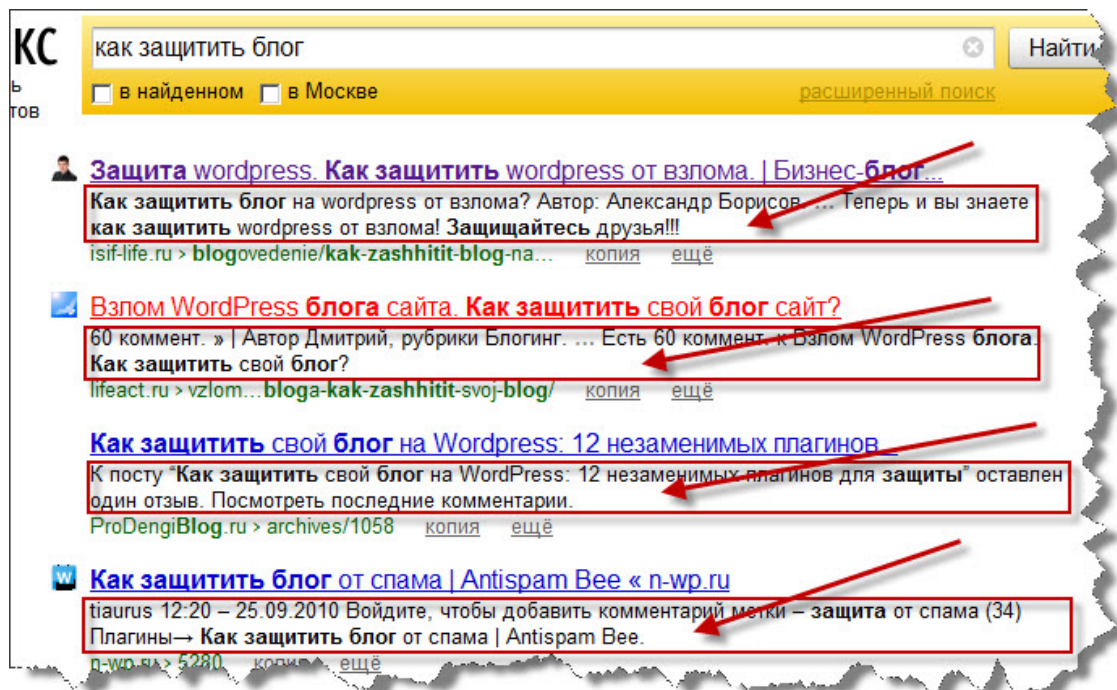 КС
как защитить блог
Найти
ь
тов
в найденном в Москве
расширенный поиск
Защита wordpress. Как защитить wordpress от взлома. | Бизнес-блог...
Как защитить блог на wordpress от взлома? Автор: Александр Борисов. ... Теперь и вы знаете
как защитить wordpress от взлома! Защищайтесь друзья!!!
isif-life.ru > blogovedenie/kak-zashhitit-blog-na... копия ещё
Взлом WordPress блога сайта. Как защитить свой блог сайт?
60 коммент. » | Автор Дмитрий, рубрики Блогинг. ... Есть 60 коммент. к Взлом WordPress блога.
Как защитить свой блог?
lifeact.ru > vzlom...bloga-kak-zashhitit-svoj-blog/ копия ещё
Как защитить свой блог на Wordpress: 12 незаменимых плагинов...
К посту “Как защитить свой блог на WordPress: 12 незаменимых плагинов для защиты” оставлен
один отзыв. Посмотреть последние комментарии.
ProDengiBlog.ru > archives/1058 копия ещё
W
Как защитить блог от спама | Antispam Bee « n-wp.ru
tiaurus 12:20 – 25.09.2010 Войдите, чтобы добавить комментарий метки – защита от спама (34)
Плагины→ Как защитить блог от спама | Antispam Bee.
n-wp.ru > 5280 копия ещё